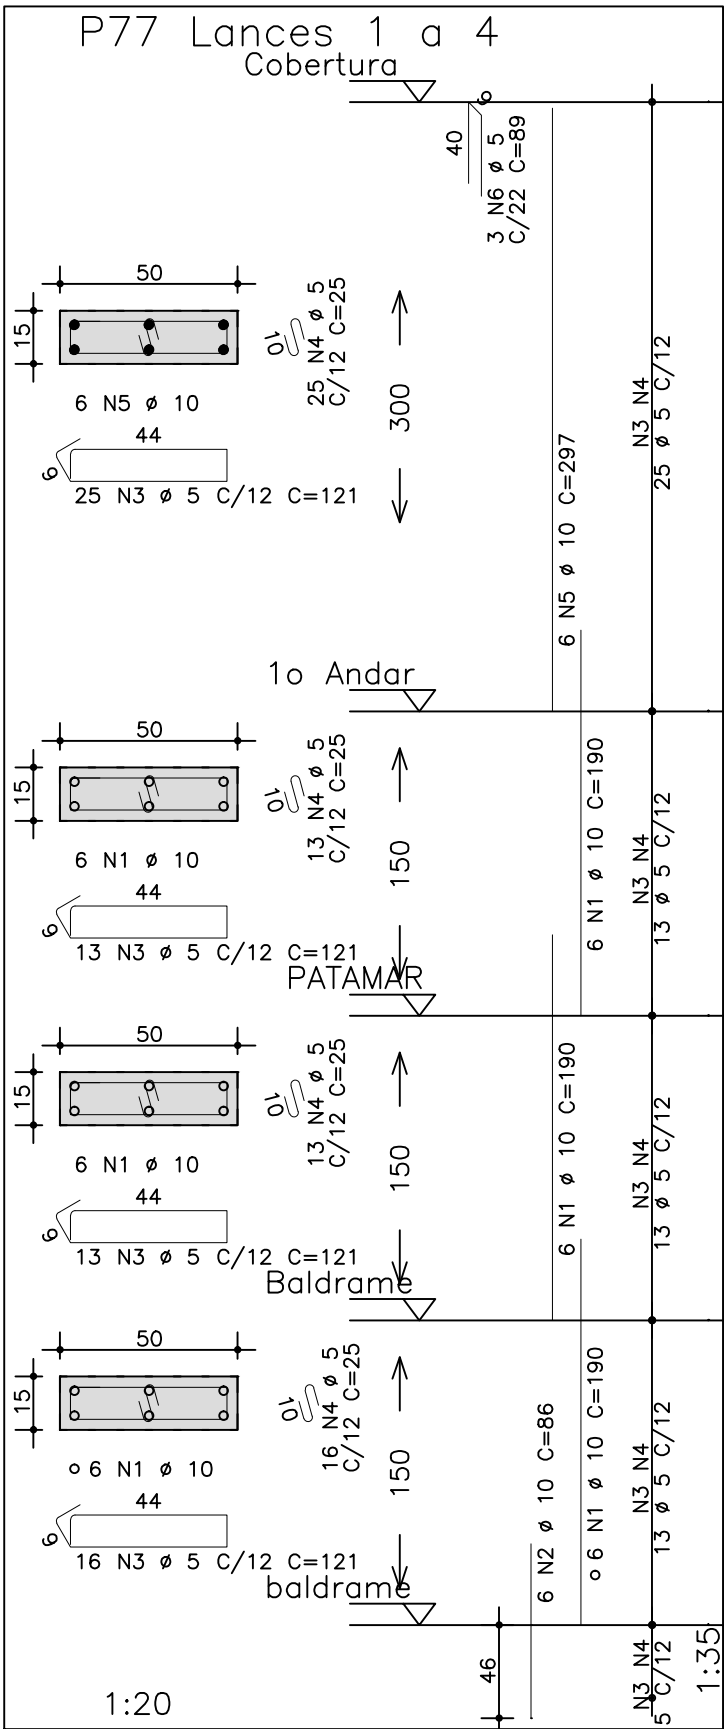 P77 Lances 1 a 4
Cobertura
9
40
3 N6 ø 5
C/22 C=89
50
15
6 N5 ø 10
44
9
25 N3 ø 5 C/12 C=121
10
25 N4 ø 5
C/12 C=25
300
6 N5 ø 10 C=297
N3 N4
25 ø 5 C/12
1o Andar
50
15
6 N1 ø 10
44
9
13 N3 ø 5 C/12 C=121
10
13 N4 ø 5
C/12 C=25
150
6 N1 ø 10 C=190
N3 N4
13 ø 5 C/12
PATAMAR
50
15
6 N1 ø 10
44
9
13 N3 ø 5 C/12 C=121
10
13 N4 ø 5
C/12 C=25
150
6 N1 ø 10 C=190
N3 N4
13 ø 5 C/12
Baldrame
50
15
6 N1 ø 10
44
9
16 N3 ø 5 C/12 C=121
10
16 N4 ø 5
C/12 C=25
150
6 N2 ø 10 C=86
6 N1 ø 10 C=190
N3 N4
13 ø 5 C/12
baldrame
46
N3 N4
5 C/12
1:35
1:20